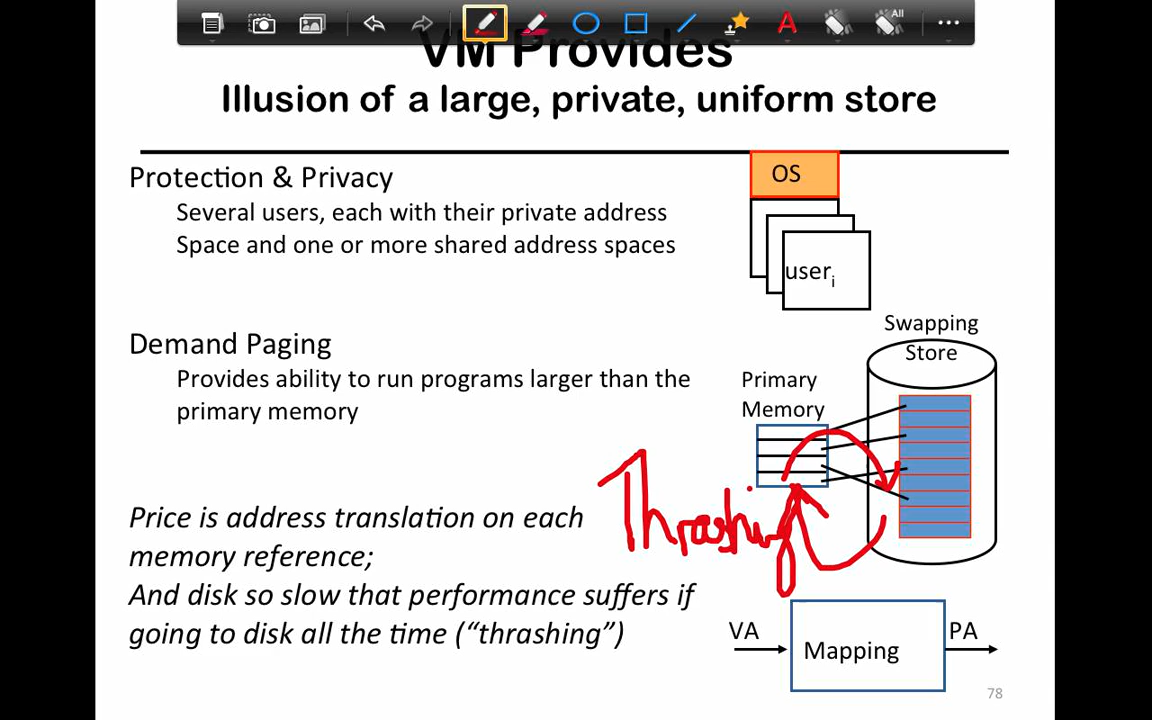 All
A
VM Provides
Illusion of a large, private, uniform store
Protection & Privacy
Several users, each with their private address
Space and one or more shared address spaces
OS
useri
Demand Paging
Provides ability to run programs larger than the
primary memory
Primary
Memory
Swapping
Store
Thrashing
Price is address translation on each
memory reference;
And disk so slow that performance suffers if
going to disk all the time (“thrashing”)
VA
Mapping
PA
78